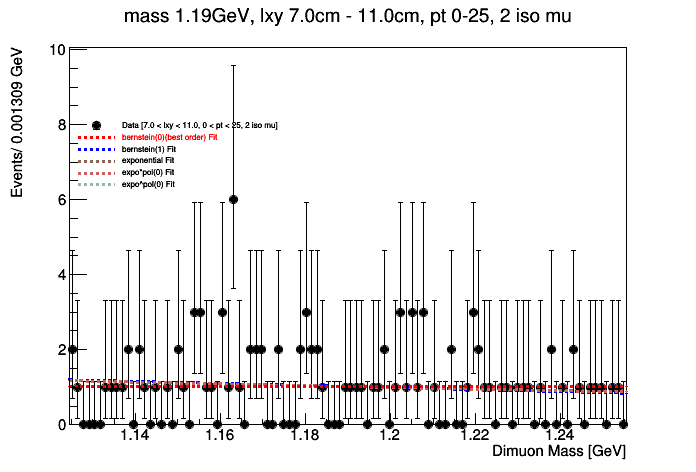 mass 1.19GeV, lxy 7.0cm - 11.0cm, pt 0-25, 2 iso mu
Events/ 0.001309 GeV
10
8
6
4
2
0
Data [7.0 < lxy < 11.0, 0 < pt < 25, 2 iso mu]
bernstein(0)(best order) Fit
bernstein(1) Fit
exponential Fit
expo*pol(0) Fit
expo^pol(0) Fit
1.14 1.16 1.18 1.2 1.22 1.24
Dimuon Mass [GeV]